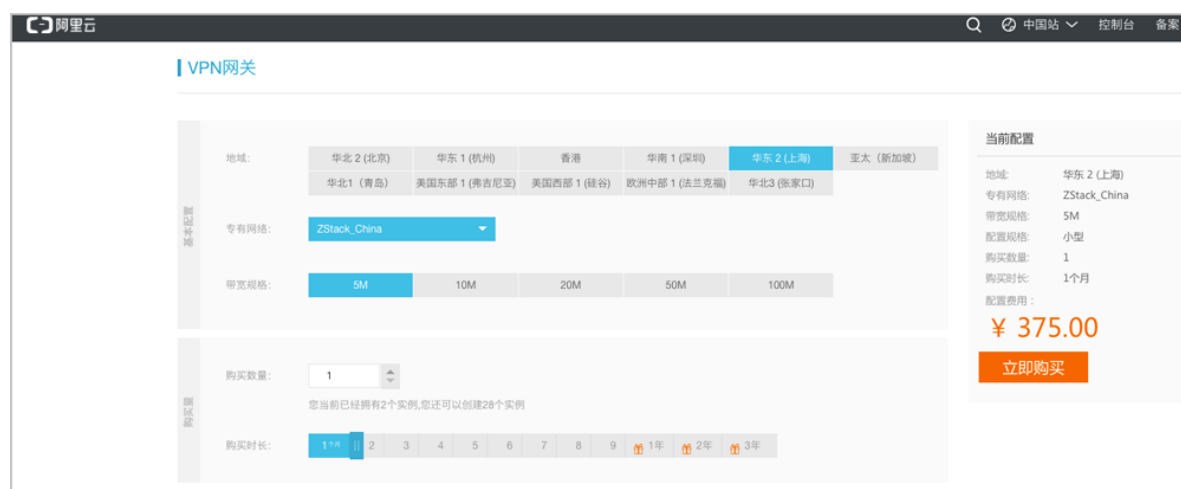 阿里云 中国站 控制台 备案
VPN网关
基本配置
地域: 华北 2 (北京) 华东 1 (杭州) 香港 华南 1 (深圳) 华东 2 (上海) 亚太（新加坡）
华北1（青岛） 美国东部 1 (弗吉尼亚) 美国西部 1 (硅谷) 欧洲中部 1 (法兰克福) 华北3 (张家口)
专有网络: ZStack_China
带宽规格: 5M 10M 20M 50M 100M
购买量
购买数量: 1
您当前已经拥有2个实例,您还可以创建28个实例
购买时长: 1个月 2 3 4 5 6 7 8 9 1年 2年 3年
当前配置
地域: 华东 2 (上海)
专有网络: ZStack_China
带宽规格: 5M
配置规格: 小型
购买数量: 1
购买时长: 1个月
配置费用：
¥ 375.00
立即购买